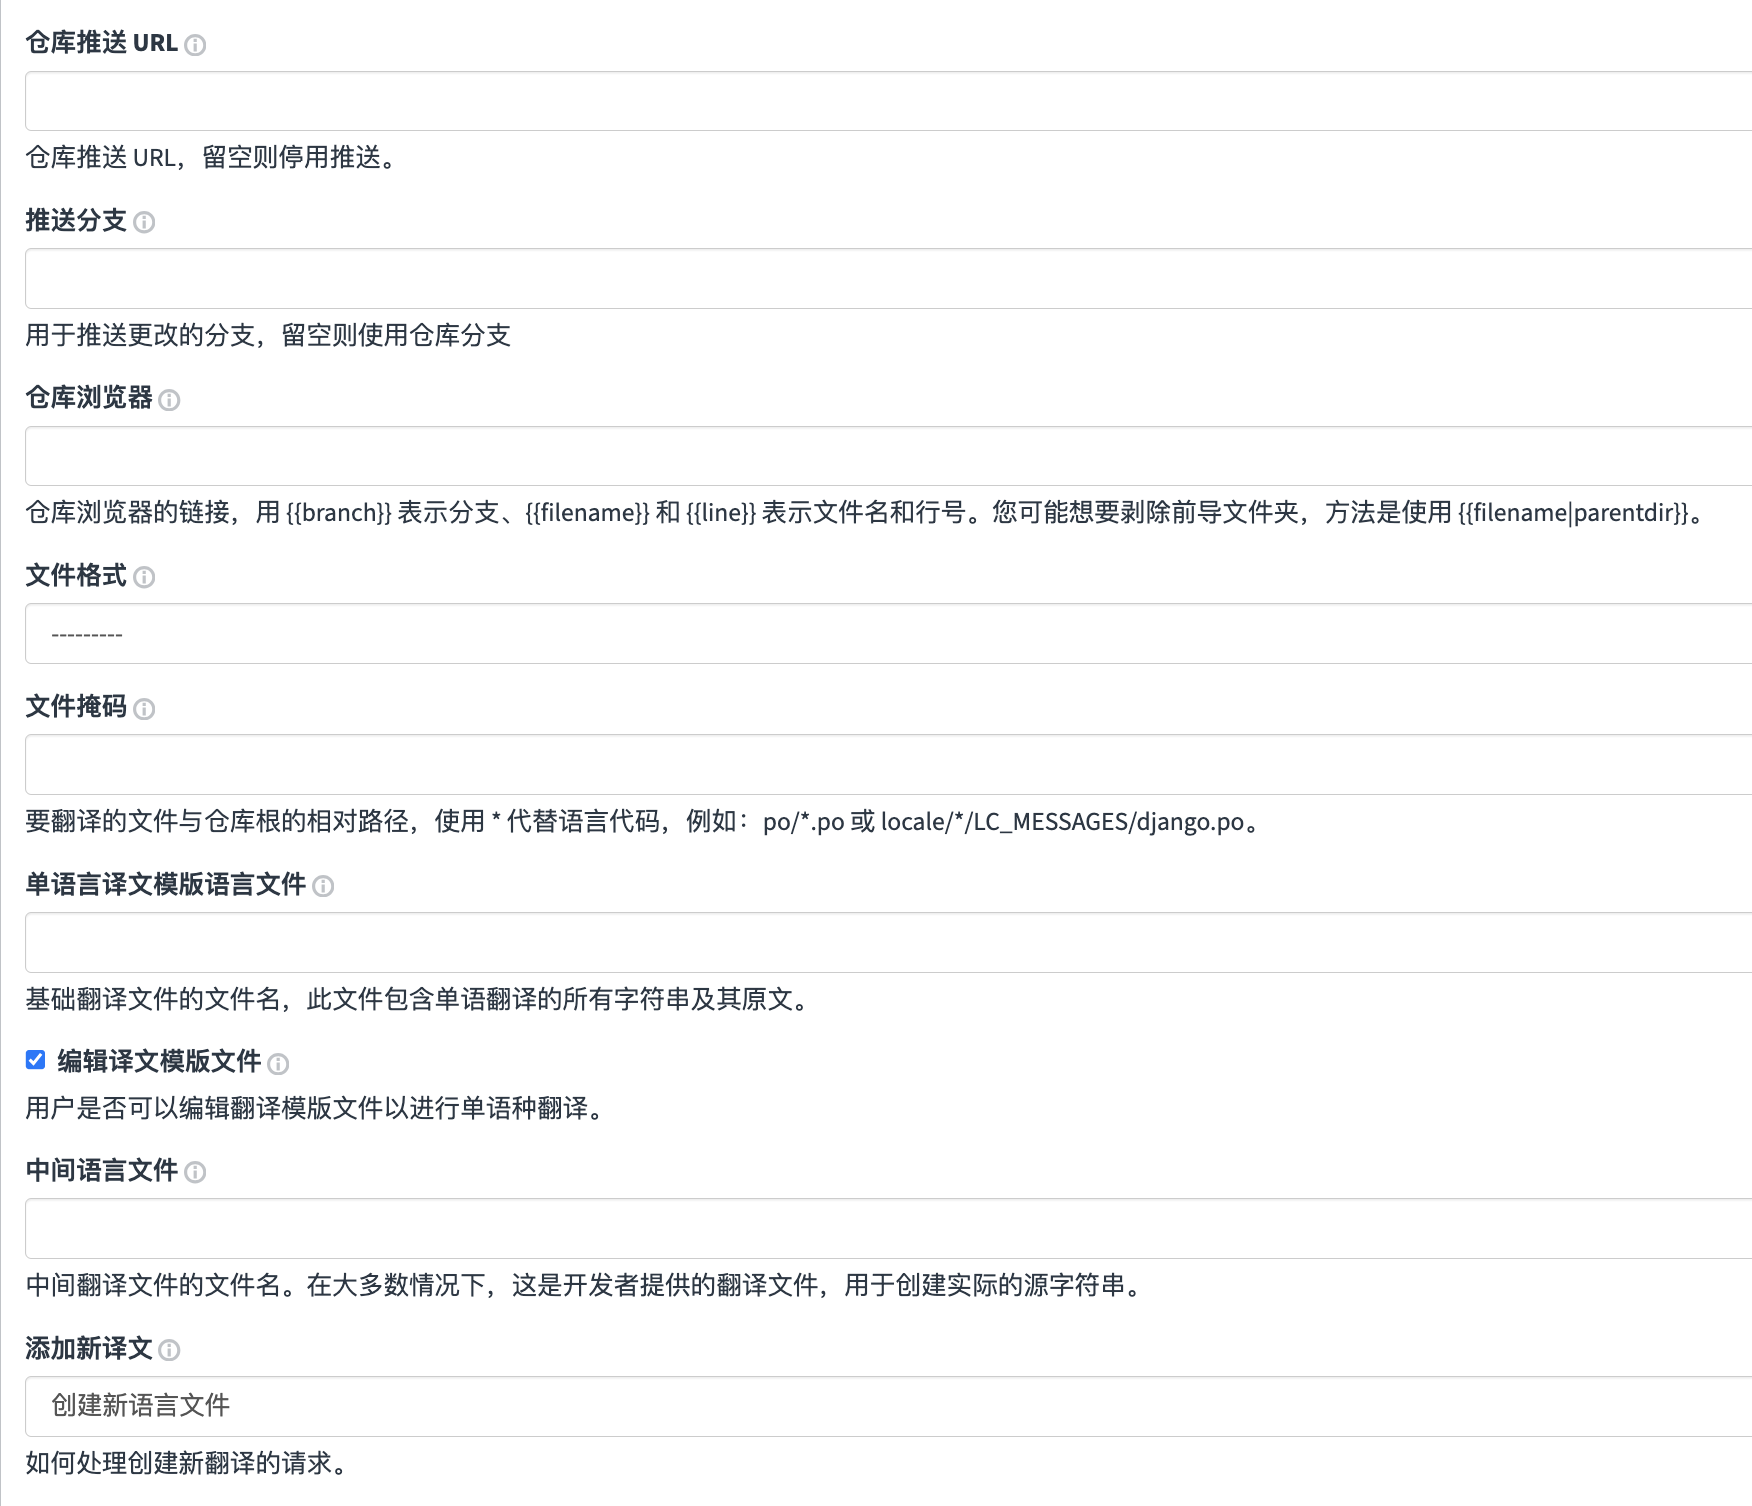 仓库推送 URL
仓库推送 URL，留空则停用推送。
推送分支
用于推送更改的分支，留空则使用仓库分支
仓库浏览器
仓库浏览器的链接，用 {{branch}} 表示分支、{{filename}} 和 {{line}} 表示文件名和行号。您可能想要剥除前导文件夹，方法是使用 {{filename|parentdir}}。
文件格式
---------
文件掩码
要翻译的文件与仓库根的相对路径，使用 * 代替语言代码，例如：po/*.po 或 locale/*/LC_MESSAGES/django.po。
单语言译文模版语言文件
基础翻译文件的文件名，此文件包含单语翻译的所有字符串及其原文。
编辑译文模版文件
用户是否可以编辑翻译模版文件以进行单语种翻译。
中间语言文件
中间翻译文件的文件名。在大多数情况下，这是开发者提供的翻译文件，用于创建实际的源字符串。
添加新译文
创建新语言文件
如何处理创建新翻译的请求。